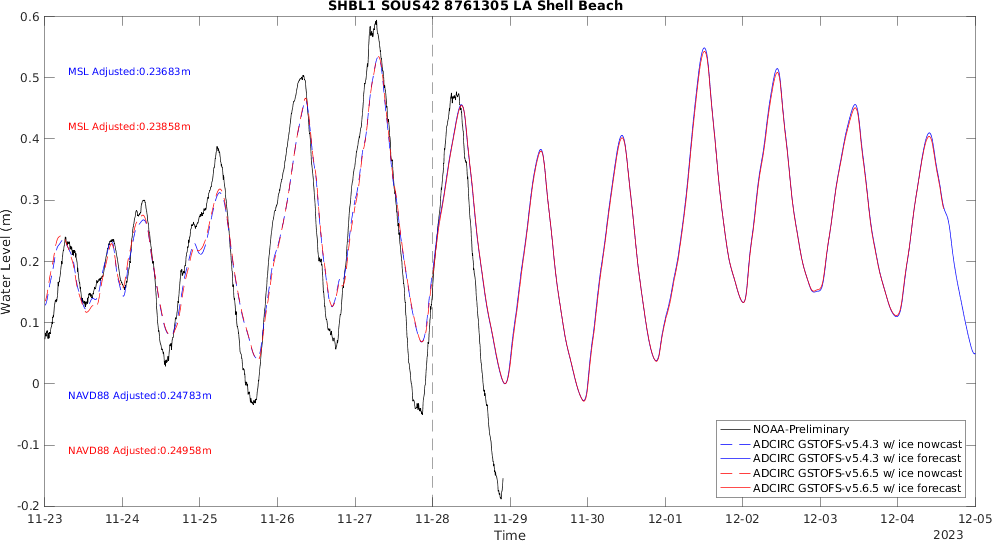 SHBL1 SOUS42 8761305 LA Shell Beach
0.6
0.5
0.4
0.3
0.2
0.1
0
-0.1
-0.2
Water Level (m)
MSL Adjusted:0.23683m
MSL Adjusted:0.23858m
NAVD88 Adjusted:0.24783m
NAVD88 Adjusted:0.24958m
NOAA-Preliminary
ADCIRC GSTOFS-v5.4.3 w/ ice nowcast
ADCIRC GSTOFS-v5.4.3 w/ ice forecast
ADCIRC GSTOFS-v5.6.5 w/ ice nowcast
ADCIRC GSTOFS-v5.6.5 w/ ice forecast
11-23 11-24 11-25 11-26 11-27 11-28 11-29 11-30 12-01 12-02 12-03 12-04 12-05
Time
2023